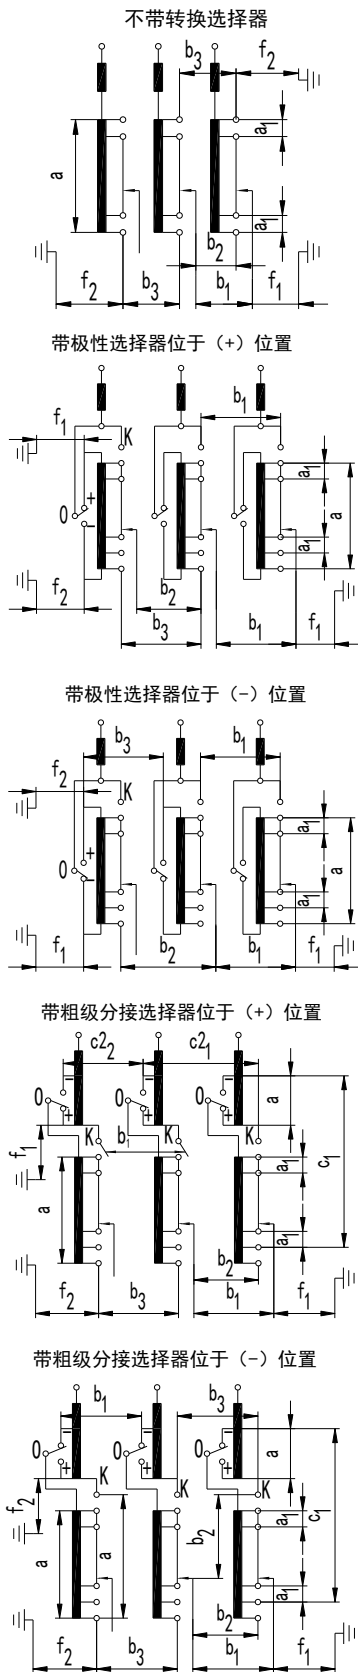 不带转换选择器
b3 f2
a a1
a1
b2
f2 b3 b1 f1
带极性选择器位于（+）位置
f1 K b1
a1
+
0 a
− a1
f2 b2
b3 b1 f1
带极性选择器位于（−）位置
b3 b1
f2 K
a1
+
0 a
− a1
f1 b2 b1 f1
带粗级分接选择器位于（+）位置
c22 c21
− − −
0 0 0 a
+ + +
K K K
f1 b1 c1
a1
a
a1
b2
f2 b3 b1 f1
带粗级分接选择器位于（−）位置
b1 b3
− − −
0 0 0 a
+ + +
K K K
f2 c1
a1
a a b2
a1
b2
f2 b3 b1 f1